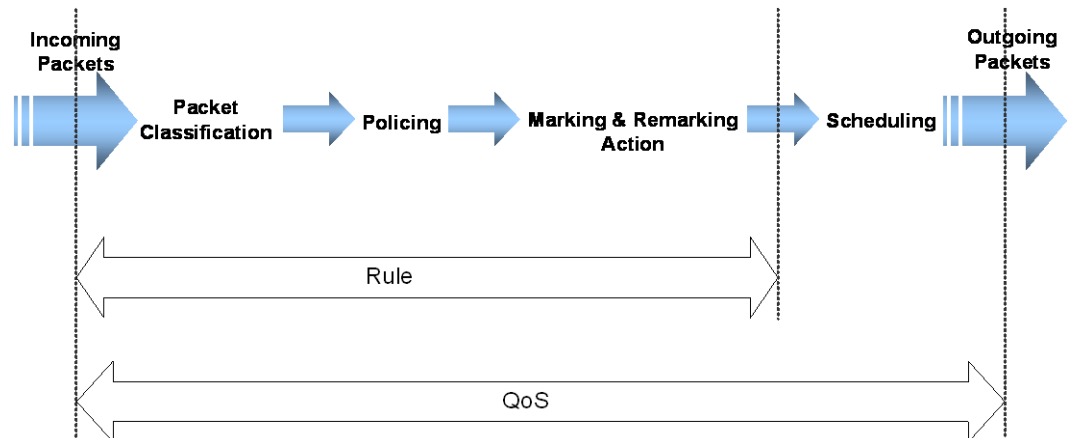 Incoming
Packets
Outgoing
Packets
Packet
Classification
Policing
Marking & Remarking
Action
Scheduling
Rule
QoS